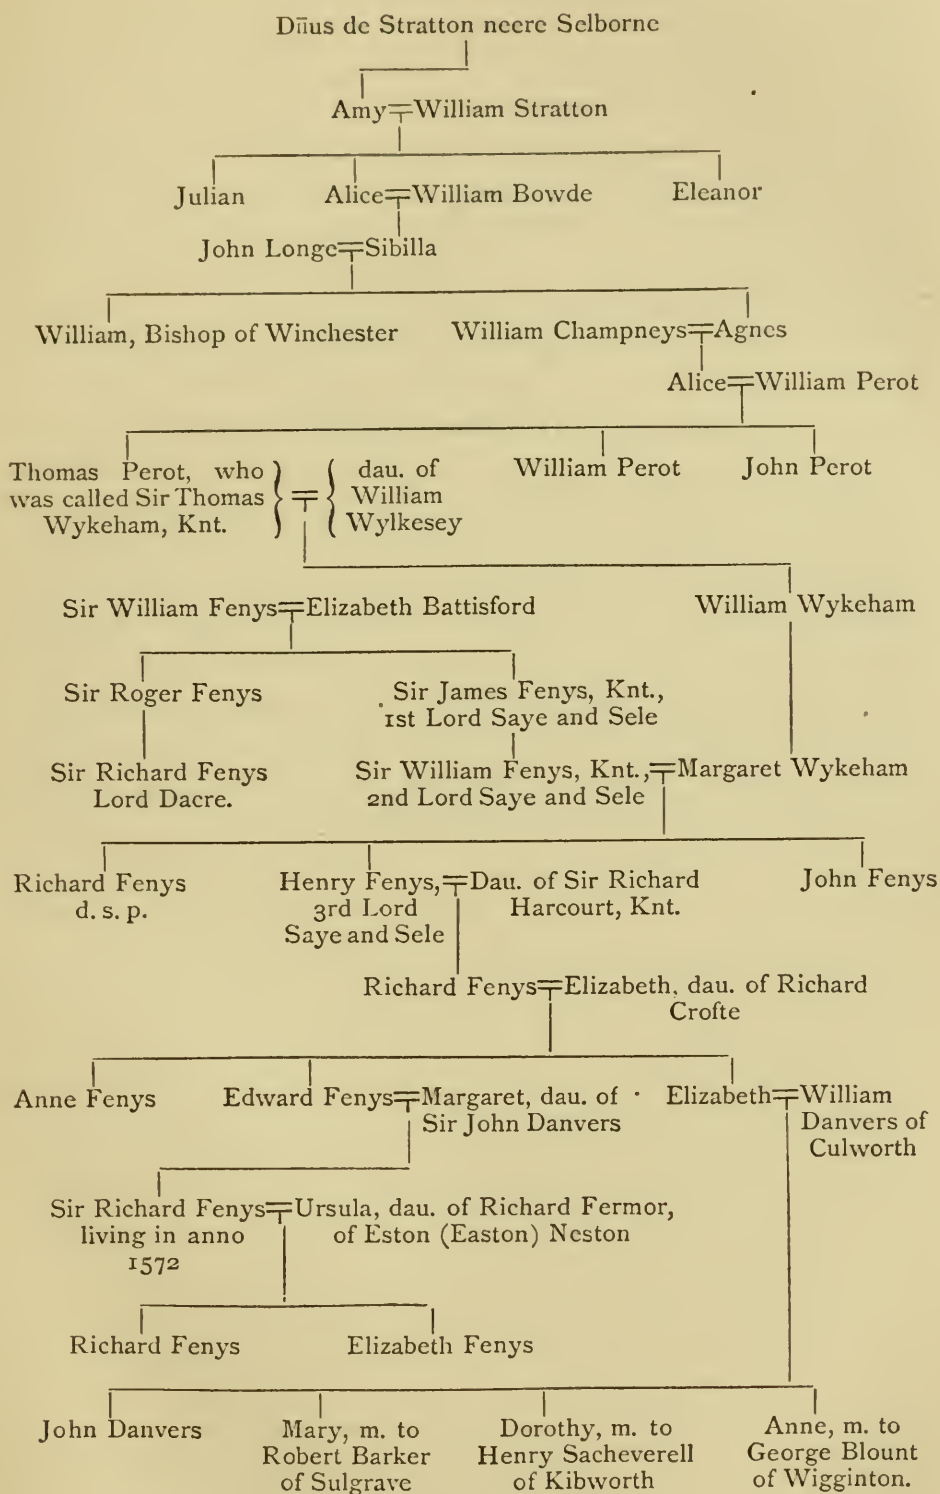 Dn̄us de Stratton neere Selborne
Amy=William Stratton
Julian Alice=William Bowde Eleanor
John Longe=Sibilla
William, Bishop of Winchester William Champneys=Agnes
Alice=William Perot
Thomas Perot, who was called Sir Thomas Wykeham, Knt. = dau. of William Wylkesey William Perot John Perot
Sir William Fenys=Elizabeth Battisford William Wykeham
Sir Roger Fenys Sir James Fenys, Knt.,
1st Lord Saye and Sele
Sir Richard Fenys Sir William Fenys, Knt.,=Margaret Wykeham
Lord Dacre. 2nd Lord Saye and Sele
Richard Fenys Henry Fenys,=Dau. of Sir Richard John Fenys
d. s. p. 3rd Lord Harcourt, Knt.
Saye and Sele
Richard Fenys=Elizabeth, dau. of Richard
Crofte
Anne Fenys Edward Fenys=Margaret, dau. of Elizabeth=William
Sir John Danvers Danvers of
Culworth
Sir Richard Fenys=Ursula, dau. of Richard Fermor,
living in anno of Eston (Easton) Neston
1572
Richard Fenys Elizabeth Fenys
John Danvers Mary, m. to Dorothy, m. to Anne, m. to
Robert Barker Henry Sacheverell George Blount
of Sulgrave of Kibworth of Wigginton.